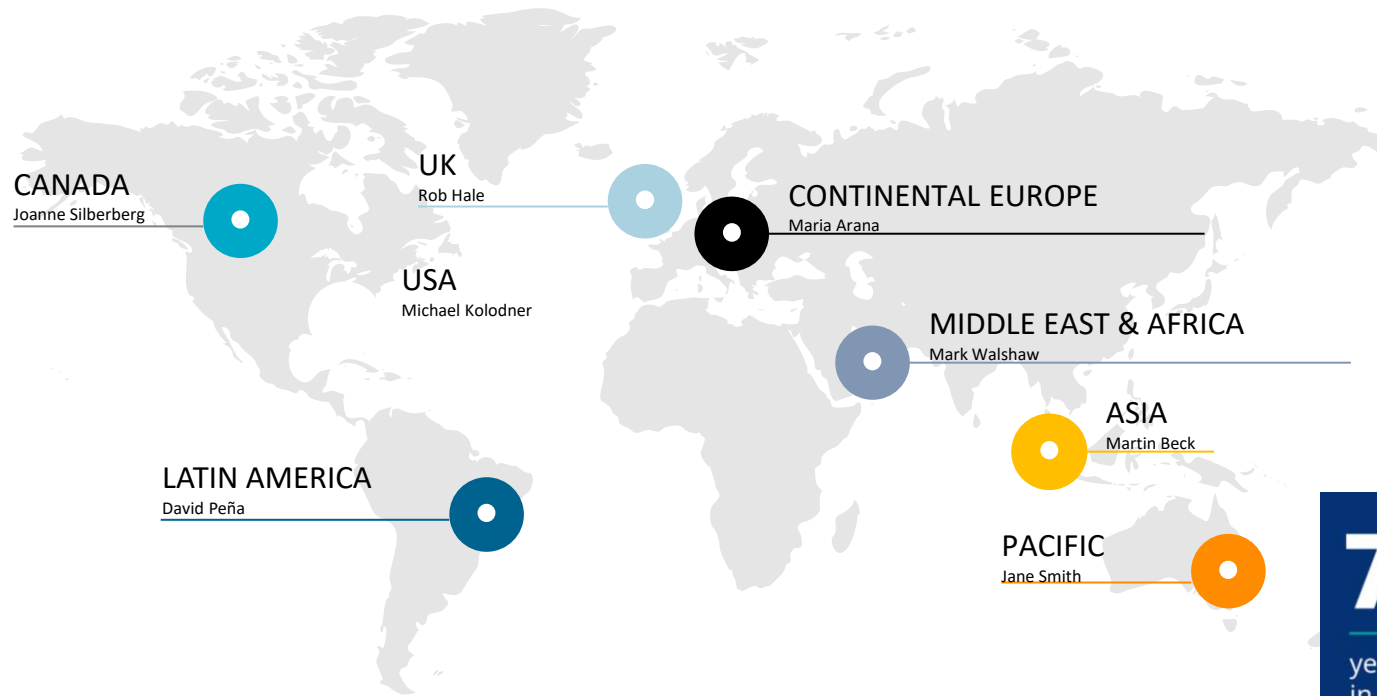 CANADA
Joanne Silberberg
UK
Rob Hale
CONTINENTAL EUROPE
Maria Arana
USA
Michael Kolodner
MIDDLE EAST & AFRICA
Mark Walshaw
ASIA
Martin Beck
LATIN AMERICA
David Peña
PACIFIC
Jane Smith
7